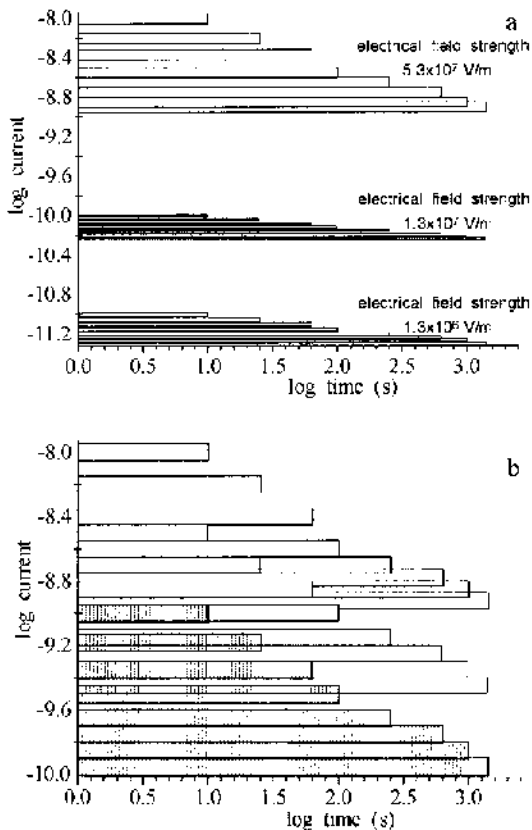 a
-8.0
-8.4
-8.8
-9.2
-9.6
-10.0
-10.4
-10.8
-11.2
log current
electrical field strength
5.3x10⁷ V/m
electrical field strength
1.3x10⁷ V/m
electrical field strength
1.3x10⁶ V/m
0.0 0.5 1.0 1.5 2.0 2.5 3.0
log time (s)
b
-8.0
-8.4
-8.8
-9.2
-9.6
-10.0
log current
0.0 0.5 1.0 1.5 2.0 2.5 3.0
log time (s)